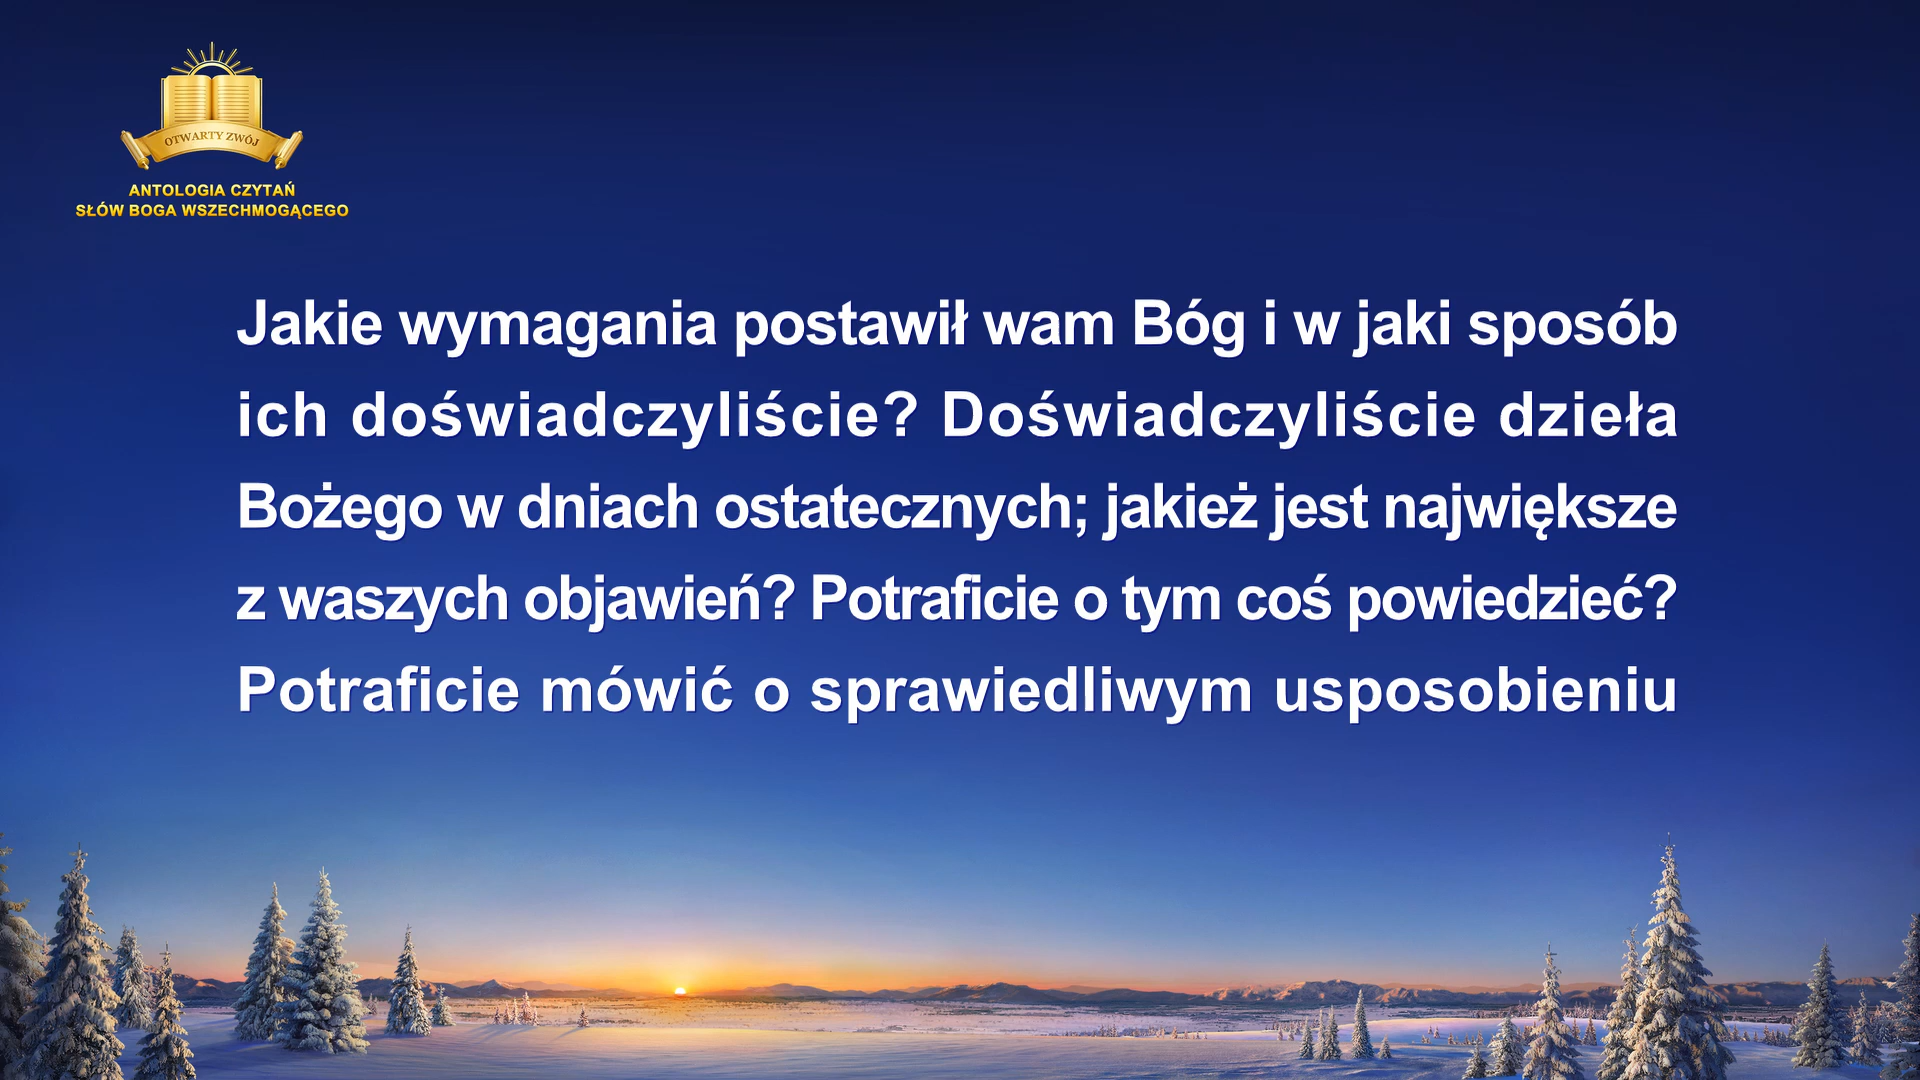 OTWARTY ZWÓJ
ANTOLOGIA CZYTAŃ
SŁÓW BOGA WSZECHMOGĄCEGO
Jakie wymagania postawił wam Bóg i w jaki sposób
ich doświadczyliście? Doświadczyliście dzieła
Bożego w dniach ostatecznych; jakież jest największe
z waszych objawień? Potraficie o tym coś powiedzieć?
Potraficie mówić o sprawiedliwym usposobieniu